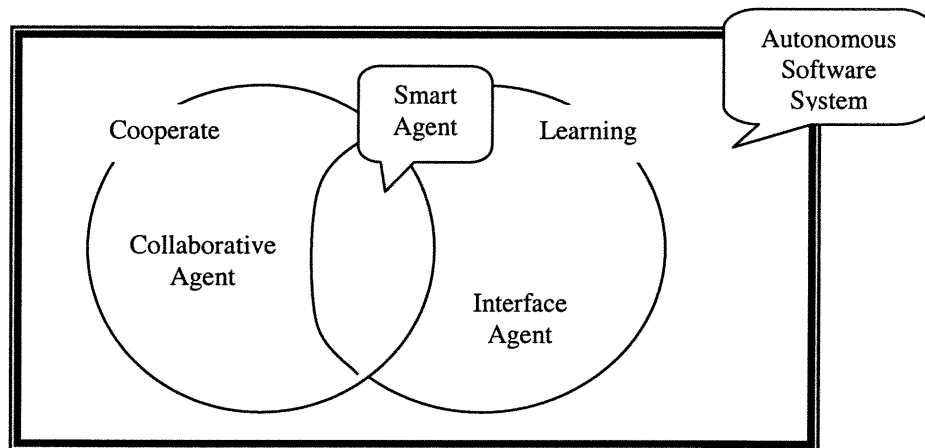 Autonomous
Software
System
Smart
Agent
Cooperate
Learning
Collaborative
Agent
Interface
Agent